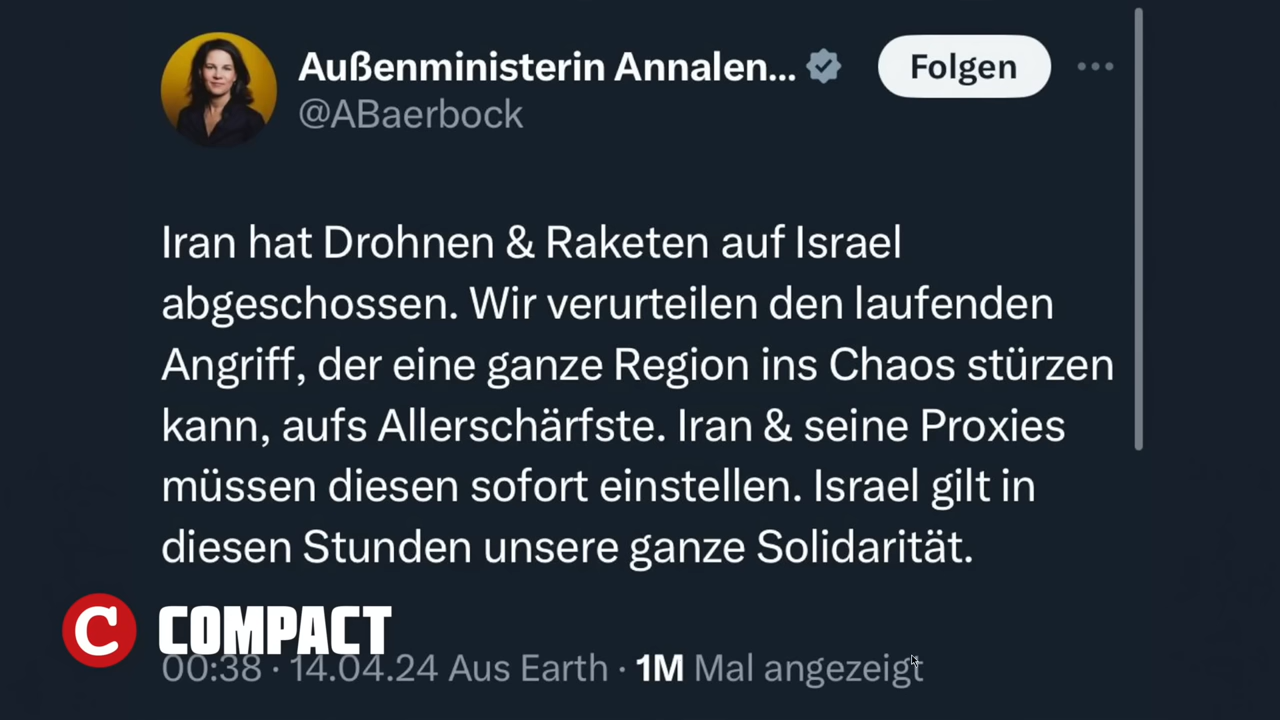 Außenministerin Annalen...
Folgen
@ABaerbock
Iran hat Drohnen & Raketen auf Israel
abgeschossen. Wir verurteilen den laufenden
Angriff, der eine ganze Region ins Chaos stürzen
kann, aufs Allerschärfste. Iran & seine Proxies
müssen diesen sofort einstellen. Israel gilt in
diesen Stunden unsere ganze Solidarität.
C COMPACT
00:38 · 14.04.24 Aus Earth · 1M Mal angezeigt